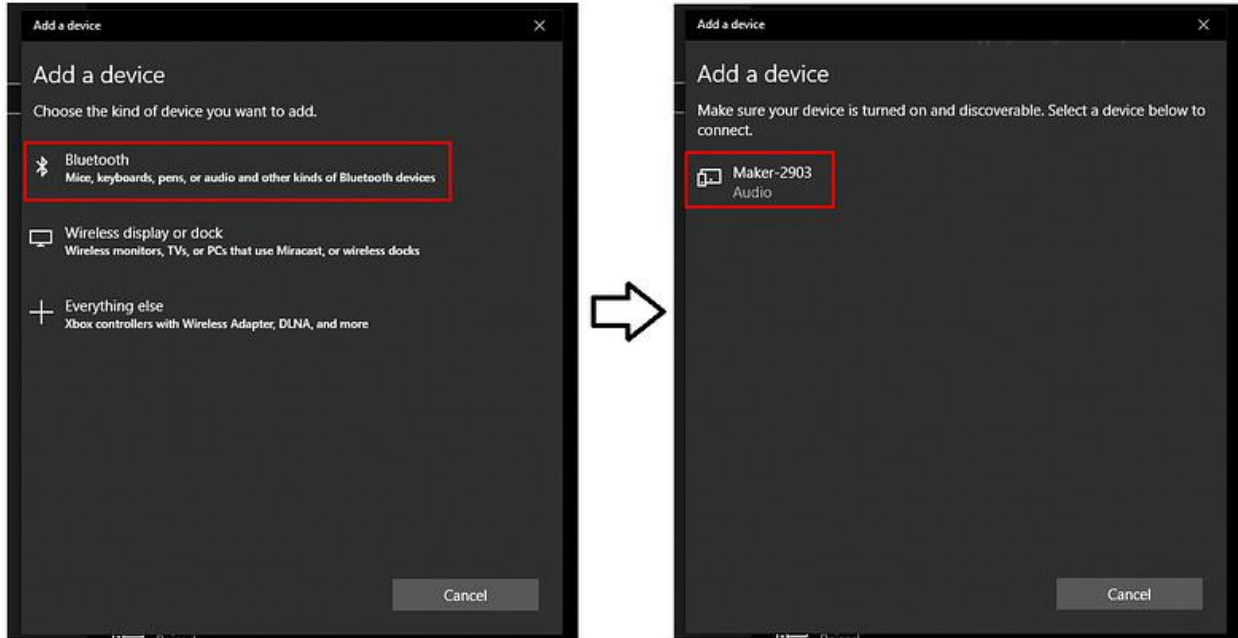 Add a device
Add a device
Choose the kind of device you want to add.
Bluetooth
Mice, keyboards, pens, or audio and other kinds of Bluetooth devices
Wireless display or dock
Wireless monitors, TVs, or PCs that use Miracast, or wireless docks
Everything else
Xbox controllers with Wireless Adapter, DLNA, and more
Cancel
Add a device
Add a device
Make sure your device is turned on and discoverable. Select a device below to
connect.
Maker-2903
Audio
Cancel